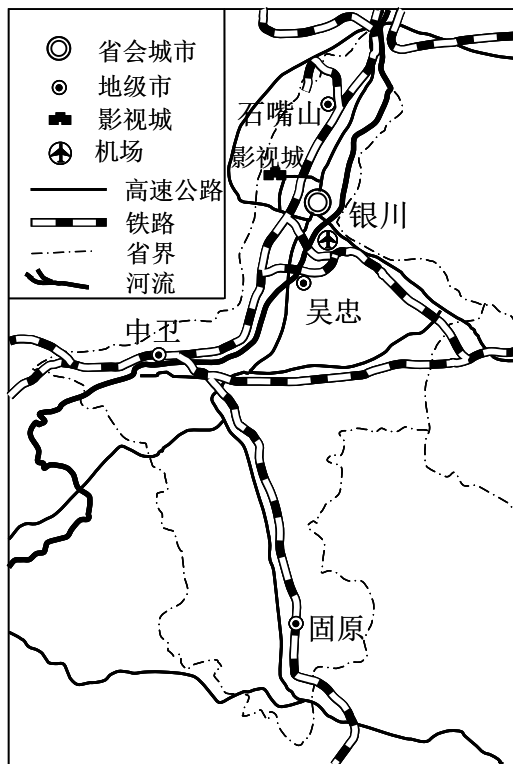 省会城市
地级市
影视城
机场
高速公路
铁路
省界
河流
石嘴山
影视城
银川
吴忠
中卫
固原